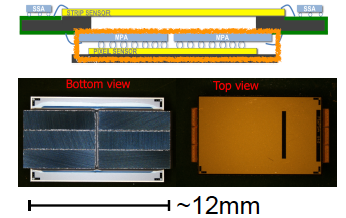 SSA
STRIP SENSOR
SSA
MPA
MPA
PIXEL SENSOR
Bottom view
Top view
~12mm